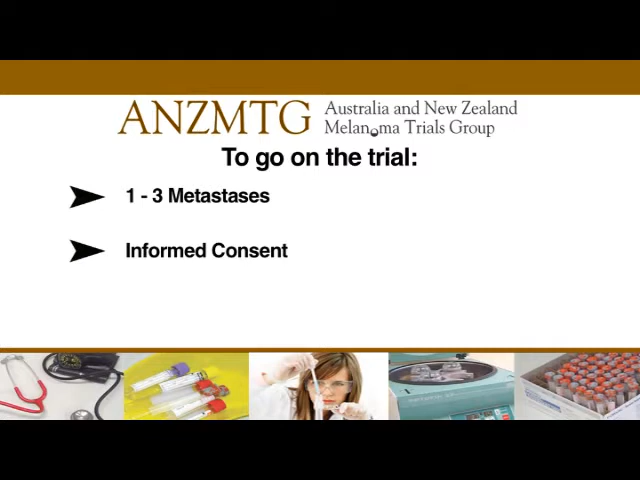 ANZMTG
Australia and New Zealand
Melanoma Trials Group
To go on the trial:
1 - 3 Metastases
Informed Consent